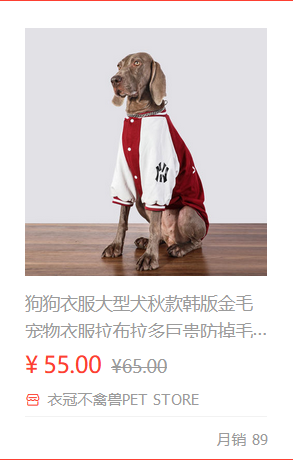 NY
狗狗衣服大型犬秋款韩版金毛
宠物衣服拉布拉多巨贵防掉毛...
¥ 55.00 ¥65.00
衣冠不禽兽PET STORE
月销 89